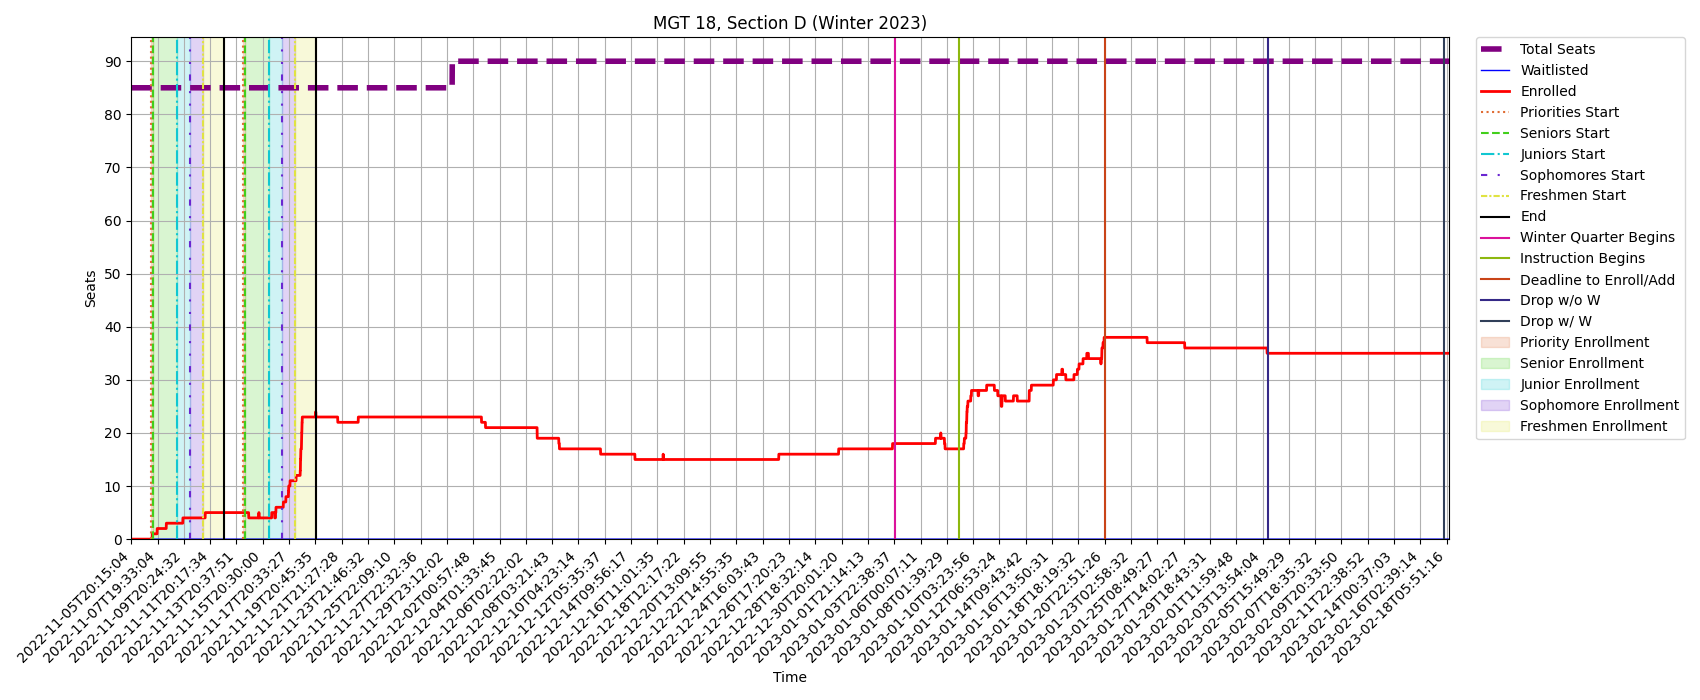 MGT 18, Section D (Winter 2023)
Seats
90
80
70
60
50
40
30
20
10
0
2022-11-05T20:15:04
2022-11-07T19:33:04
2022-11-09T20:24:32
2022-11-11T20:17:34
2022-11-13T20:37:51
2022-11-15T20:30:00
2022-11-17T20:33:27
2022-11-19T20:45:35
2022-11-21T21:27:28
2022-11-23T21:46:32
2022-11-25T22:09:10
2022-11-27T22:32:36
2022-11-29T23:12:02
2022-12-02T00:57:48
2022-12-04T01:33:45
2022-12-06T02:22:02
2022-12-08T03:21:43
2022-12-10T04:23:14
2022-12-12T05:35:37
2022-12-14T09:56:17
2022-12-16T11:01:35
2022-12-18T12:17:22
2022-12-20T13:09:55
2022-12-22T14:55:35
2022-12-24T16:03:43
2022-12-26T17:20:23
2022-12-28T18:32:14
2022-12-30T20:01:20
2023-01-01T21:14:13
2023-01-03T22:38:37
2023-01-06T00:07:11
2023-01-08T01:39:29
2023-01-10T03:23:56
2023-01-12T06:53:24
2023-01-14T09:43:42
2023-01-16T13:50:31
2023-01-18T18:19:32
2023-01-20T22:51:26
2023-01-23T02:58:32
2023-01-25T08:49:27
2023-01-27T14:02:27
2023-01-29T18:43:31
2023-02-01T11:59:48
2023-02-03T13:54:04
2023-02-05T15:49:29
2023-02-07T18:35:32
2023-02-09T20:33:50
2023-02-11T22:38:52
2023-02-14T00:37:03
2023-02-16T02:39:14
2023-02-18T05:51:16
Time
Total Seats
Waitlisted
Enrolled
Priorities Start
Seniors Start
Juniors Start
Sophomores Start
Freshmen Start
End
Winter Quarter Begins
Instruction Begins
Deadline to Enroll/Add
Drop w/o W
Drop w/ W
Priority Enrollment
Senior Enrollment
Junior Enrollment
Sophomore Enrollment
Freshmen Enrollment